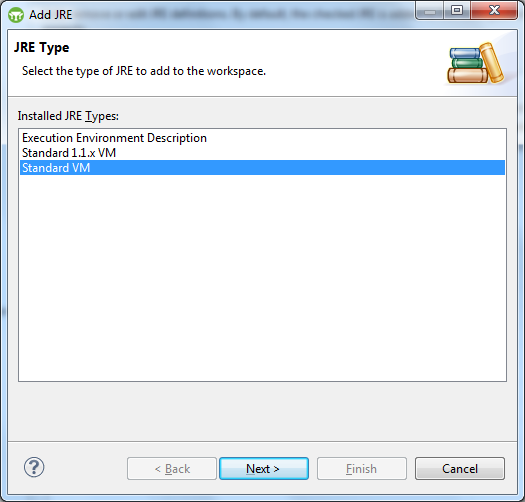 Add JRE
JRE Type
Select the type of JRE to add to the workspace.
Installed JRE Types:
Execution Environment Description
Standard 1.1.x VM
Standard VM
< Back
Next >
Finish
Cancel